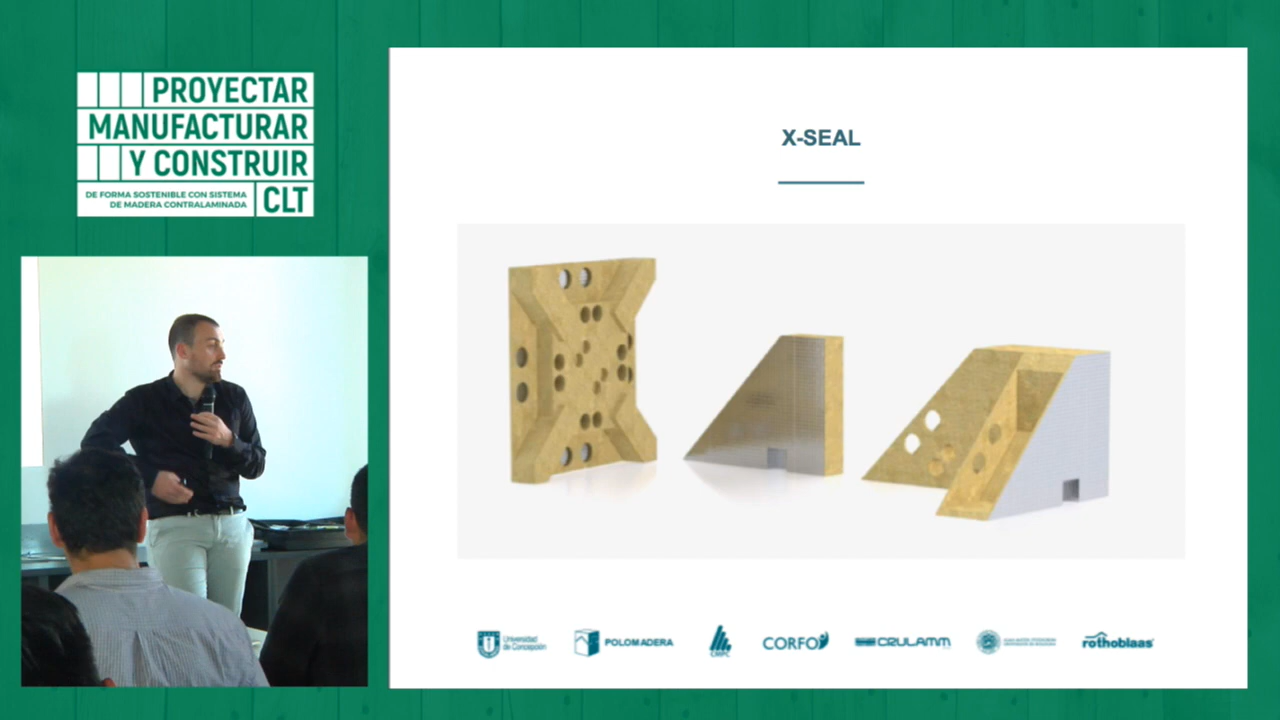 PROYECTAR
MANUFACTURAR
Y CONSTRUIR
DE FORMA SOSTENIBLE CON SISTEMA
DE MADERA CONTRALAMINADA
CLT
X-SEAL
Universidad
de Concepción
POLOMADERA
CMPC
CORFO
CRULAMM
rothoblaas